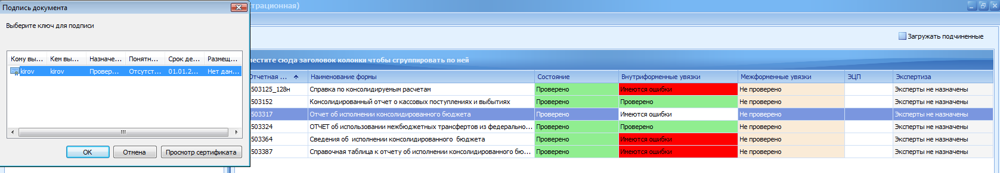 Подпись документа
Выберите ключ для подписи
Кому вы... Кем вы... Назначе... Понятн... Срок де... Размещ...
kirov kirov Провер... Отсутст... 01.01.2... Нет дан...
ОК Отмена Просмотр сертификата
страционная)
Загружать подчиненные
местите сюда заголовок колонки чтобы сгруппировать по ней
Отчетная ... Наименование формы Состояние Внутриформенные увязки Межформенные увязки ЭЦП Экспертиза
503125_128н Справка по консолидируемым расчетам Проверено Имеются ошибки Не проверено Эксперты не назначены
503152 Консолидированный отчет о кассовых поступлениях и выбытиях Проверено Проверено Не проверено Эксперты не назначены
503317 Отчет об исполнении консолидированного бюджета Проверено Имеются ошибки Не проверено Эксперты не назначены
503324 ОТЧЕТ об использовании межбюджетных трансфертов из федерально... Проверено Проверено Не проверено Эксперты не назначены
503364 Сведения об исполнении консолидированного бюджета Проверено Имеются ошибки Не проверено Эксперты не назначены
503387 Справочная таблица к отчету об исполнении консолидированного бю... Проверено Имеются ошибки Не проверено Эксперты не назначены